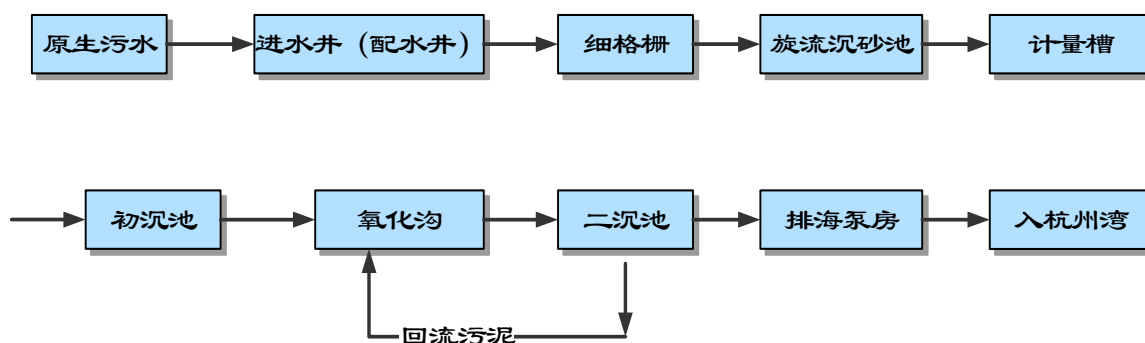 原生污水
进水井（配水井）
细格栅
旋流沉砂池
计量槽
初沉池
氧化沟
二沉池
排海泵房
入杭州湾
回流污泥